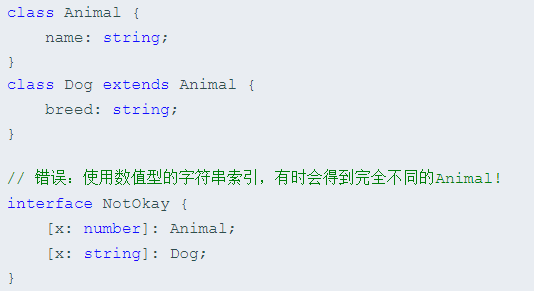 class Animal {
    name: string;
}
class Dog extends Animal {
    breed: string;
}

// 错误：使用数值型的字符串索引，有时会得到完全不同的Animal!
interface NotOkay {
    [x: number]: Animal;
    [x: string]: Dog;
}